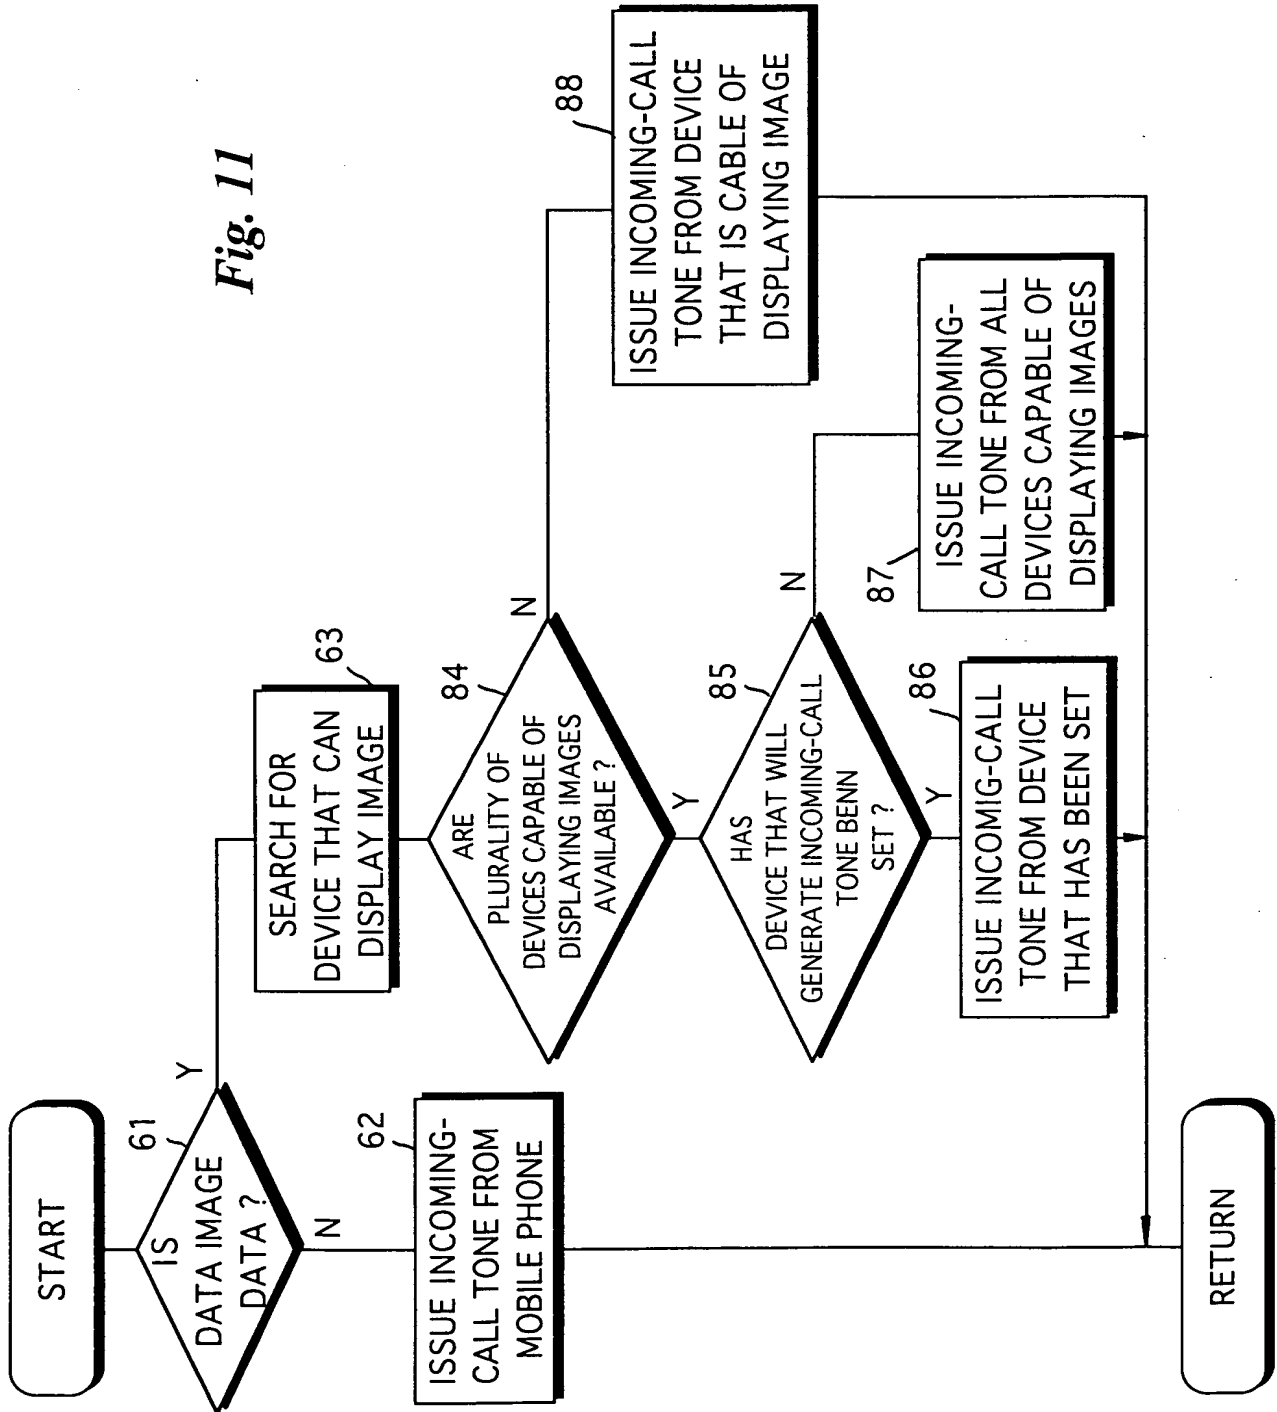 Fig. 11
START
61
IS
DATA IMAGE
DATA ?
Y
N
62
ISSUE INCOMING-
CALL TONE FROM
MOBILE PHONE
63
SEARCH FOR
DEVICE THAT CAN
DISPLAY IMAGE
84
ARE
PLURALITY OF
DEVICES CAPABLE OF
DISPLAYING IMAGES
AVAILABLE ?
N
Y
85
HAS
DEVICE THAT WILL
GENERATE INCOMING-CALL
TONE BENN
SET ?
N
Y
86
ISSUE INCOMIG-CALL
TONE FROM DEVICE
THAT HAS BEEN SET
87
ISSUE INCOMING-
CALL TONE FROM ALL
DEVICES CAPABLE OF
DISPLAYING IMAGES
88
ISSUE INCOMING-CALL
TONE FROM DEVICE
THAT IS CABLE OF
DISPLAYING IMAGE
RETURN